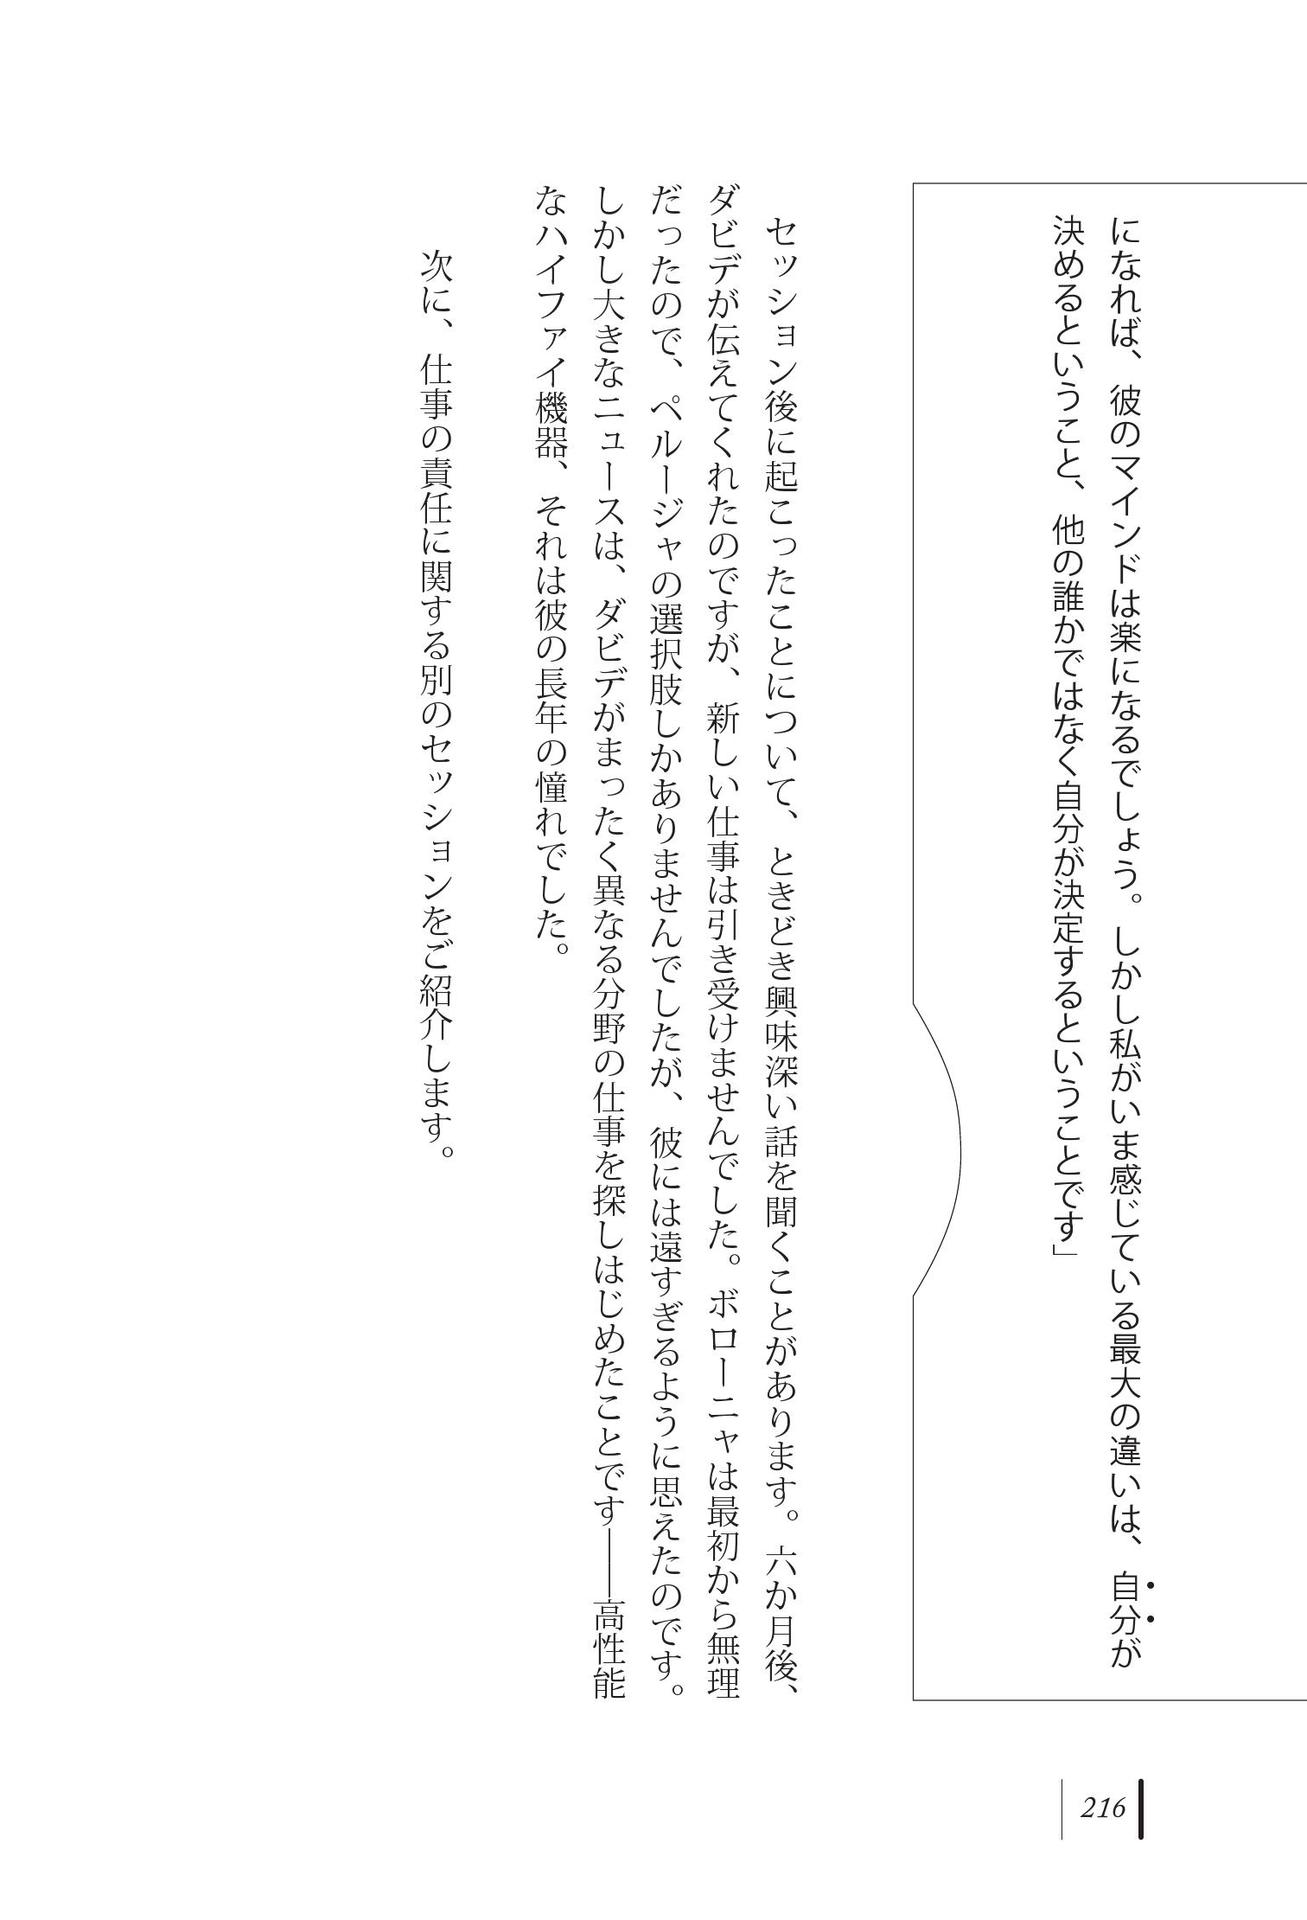 になれば、彼のマインドは楽になるでしょう。しかし私がいま感じている最大の違いは、自分が
決めるということ、他の誰かではなく自分が決定するということです」
セッション後に起こったことについて、ときどき興味深い話を聞くことがあります。六か月後、
ダビデが伝えてくれたのですが、新しい仕事は引き受けませんでした。ボローニャは最初から無理
だったので、ペルージャの選択肢しかありませんでしたが、彼には遠すぎるように思えたのです。
しかし大きなニュースは、ダビデがまったく異なる分野の仕事を探しはじめたことです――高性能
なハイファイ機器、それは彼の長年の憧れでした。
次に、仕事の責任に関する別のセッションをご紹介します。
216